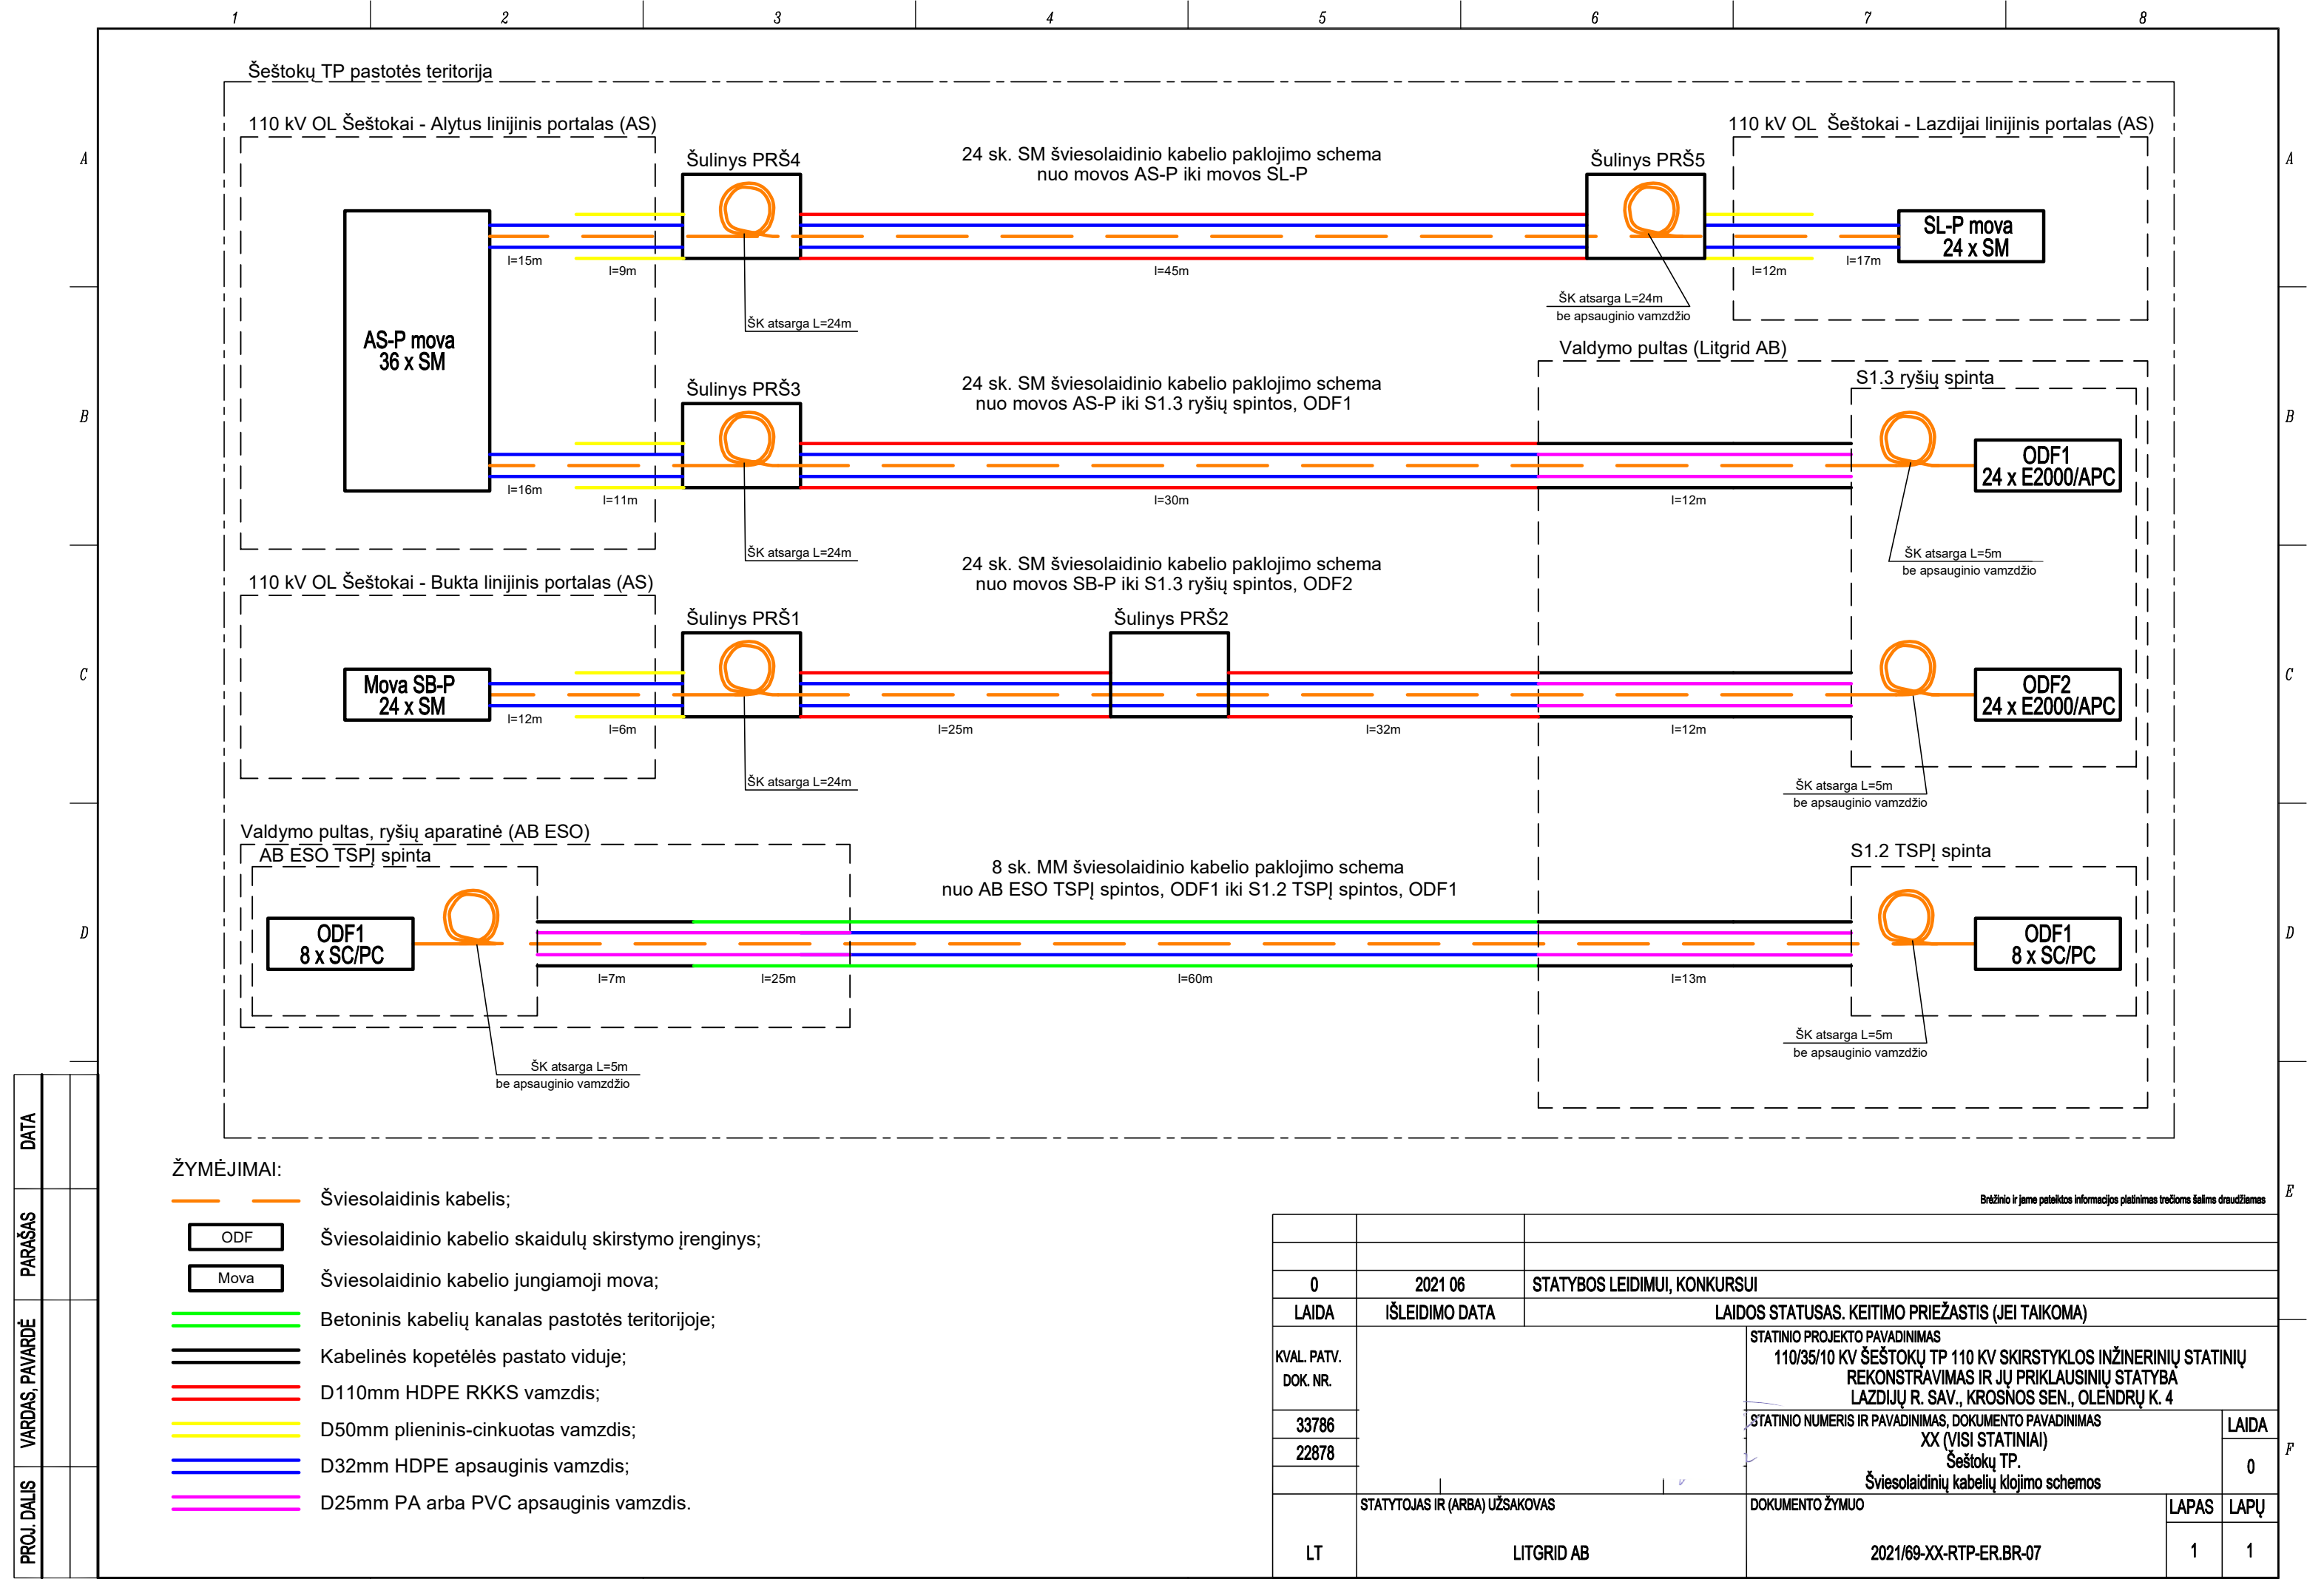 1 2 3 4 5 6 7 8
Šeštokų TP pastotės teritorija
110 kV OL Šeštokai - Alytus linijinis portalas (AS)
110 kV OL  Šeštokai - Lazdijai linijinis portalas (AS)
A
A
Šulinys PRŠ4
24 sk. SM šviesolaidinio kabelio paklojimo schema
nuo movos AS-P iki movos SL-P
Šulinys PRŠ5
SL-P mova
24 x SM
l=15m
l=9m
l=45m
l=12m
l=17m
ŠK atsarga L=24m
ŠK atsarga L=24m
be apsauginio vamzdžio
AS-P mova
36 x SM
Valdymo pultas (Litgrid AB)
S1.3 ryšių spinta
B
B
Šulinys PRŠ3
24 sk. SM šviesolaidinio kabelio paklojimo schema
nuo movos AS-P iki S1.3 ryšių spintos, ODF1
ODF1
24 x E2000/APC
l=16m
l=11m
l=30m
l=12m
ŠK atsarga L=24m
ŠK atsarga L=5m
be apsauginio vamzdžio
110 kV OL Šeštokai - Bukta linijinis portalas (AS)
24 sk. SM šviesolaidinio kabelio paklojimo schema
nuo movos SB-P iki S1.3 ryšių spintos, ODF2
Šulinys PRŠ1
Šulinys PRŠ2
C
C
Mova SB-P
24 x SM
ODF2
24 x E2000/APC
l=12m
l=6m
l=25m
l=32m
l=12m
ŠK atsarga L=24m
ŠK atsarga L=5m
be apsauginio vamzdžio
Valdymo pultas, ryšių aparatinė (AB ESO)
AB ESO TSPĮ spinta
8 sk. MM šviesolaidinio kabelio paklojimo schema
nuo AB ESO TSPĮ spintos, ODF1 iki S1.2 TSPĮ spintos, ODF1
S1.2 TSPĮ spinta
D
D
ODF1
8 x SC/PC
ODF1
8 x SC/PC
l=7m
l=25m
l=60m
l=13m
ŠK atsarga L=5m
be apsauginio vamzdžio
ŠK atsarga L=5m
be apsauginio vamzdžio
DATA
PARAŠAS
VARDAS, PAVARDĖ
PROJ. DALIS
ŽYMĖJIMAI:
Šviesolaidinis kabelis;
ODF
Šviesolaidinio kabelio skaidulų skirstymo įrenginys;
Mova
Šviesolaidinio kabelio jungiamoji mova;
Betoninis kabelių kanalas pastotės teritorijoje;
Kabelinės kopetėlės pastato viduje;
D110mm HDPE RKKS vamzdis;
D50mm plieninis-cinkuotas vamzdis;
D32mm HDPE apsauginis vamzdis;
D25mm PA arba PVC apsauginis vamzdis.
E
F
Brėžinio ir jame pateiktos informacijos platinimas trečioms šalims draudžiamas
0
2021 06
STATYBOS LEIDIMUI, KONKURSUI
LAIDA
IŠLEIDIMO DATA
LAIDOS STATUSAS. KEITIMO PRIEŽASTIS (JEI TAIKOMA)
KVAL. PATV.
DOK. NR.
STATINIO PROJEKTO PAVADINIMAS
110/35/10 KV ŠEŠTOKŲ TP 110 KV SKIRSTYKLOS INŽINERINIŲ STATINIŲ
REKONSTRAVIMAS IR JŲ PRIKLAUSINIŲ STATYBA
LAZDIJŲ R. SAV., KROSNOS SEN., OLENDRŲ K. 4
33786
22878
STATINIO NUMERIS IR PAVADINIMAS, DOKUMENTO PAVADINIMAS
XX (VISI STATINIAI)
Šeštokų TP.
Šviesolaidinių kabelių klojimo schemos
LAIDA
0
STATYTOJAS IR (ARBA) UŽSAKOVAS
DOKUMENTO ŽYMUO
LAPAS
LAPŲ
LT
LITGRID AB
2021/69-XX-RTP-ER.BR-07
1
1